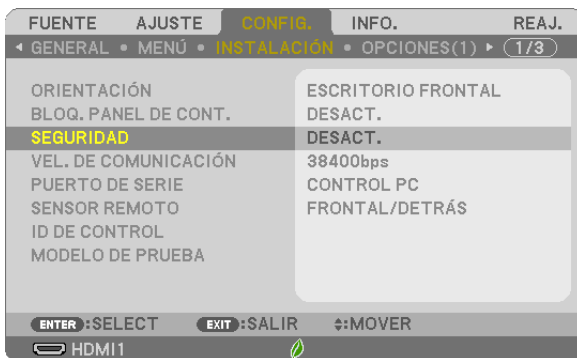 FUENTE AJUSTE CONFIG. INFO. REAJ.
GENERAL • MENÚ • INSTALACIÓN • OPCIONES(1) 1/3
ORIENTACIÓN ESCRITORIO FRONTAL
BLOQ. PANEL DE CONT. DESACT.
SEGURIDAD DESACT.
VEL. DE COMUNICACIÓN 38400bps
PUERTO DE SERIE CONTROL PC
SENSOR REMOTO FRONTAL/DETRÁS
ID DE CONTROL
MODELO DE PRUEBA
ENTER :SELECT EXIT :SALIR :MOVER
HDMI1